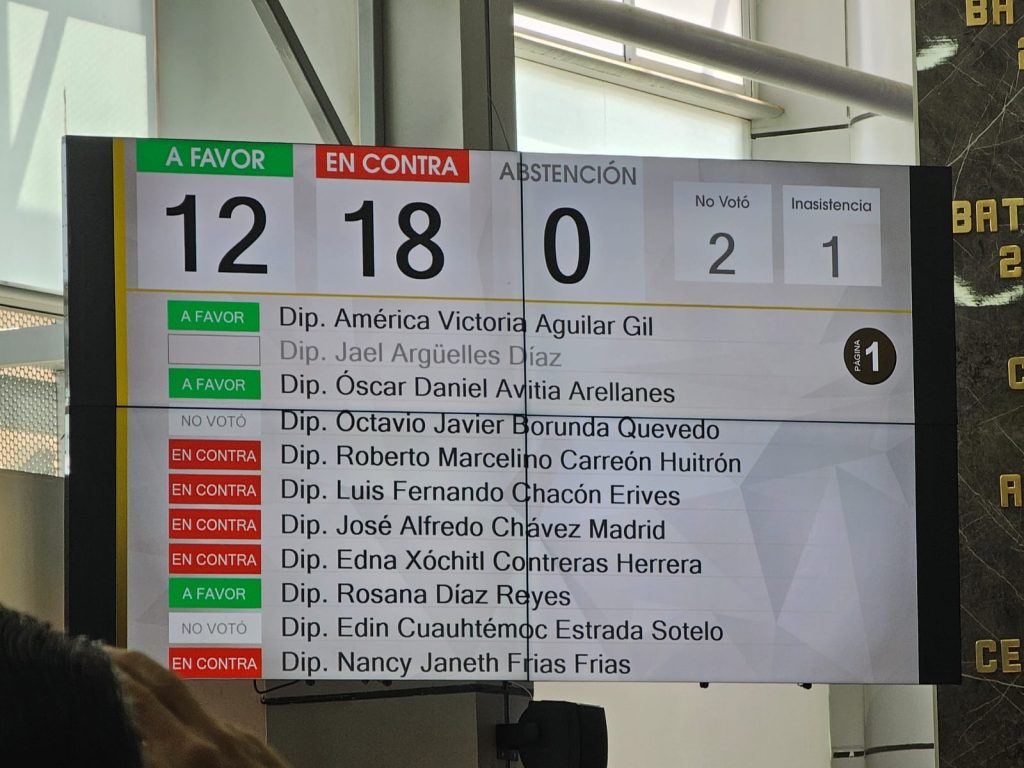 A FAVOR
12
EN CONTRA
18
ABSTENCIÓN
0
No Votó
2
Inasistencia
1
A FAVOR Dip. América Victoria Aguilar Gil
Dip. Jael Argüelles Díaz
A FAVOR Dip. Óscar Daniel Avitia Arellanes
NO VOTÓ Dip. Octavio Javier Borunda Quevedo
EN CONTRA Dip. Roberto Marcelino Carreón Huitrón
EN CONTRA Dip. Luis Fernando Chacón Erives
EN CONTRA Dip. José Alfredo Chávez Madrid
EN CONTRA Dip. Edna Xóchitl Contreras Herrera
A FAVOR Dip. Rosana Díaz Reyes
NO VOTÓ Dip. Edin Cuauhtémoc Estrada Sotelo
EN CONTRA Dip. Nancy Janeth Frias Frias
PÁGINA 1